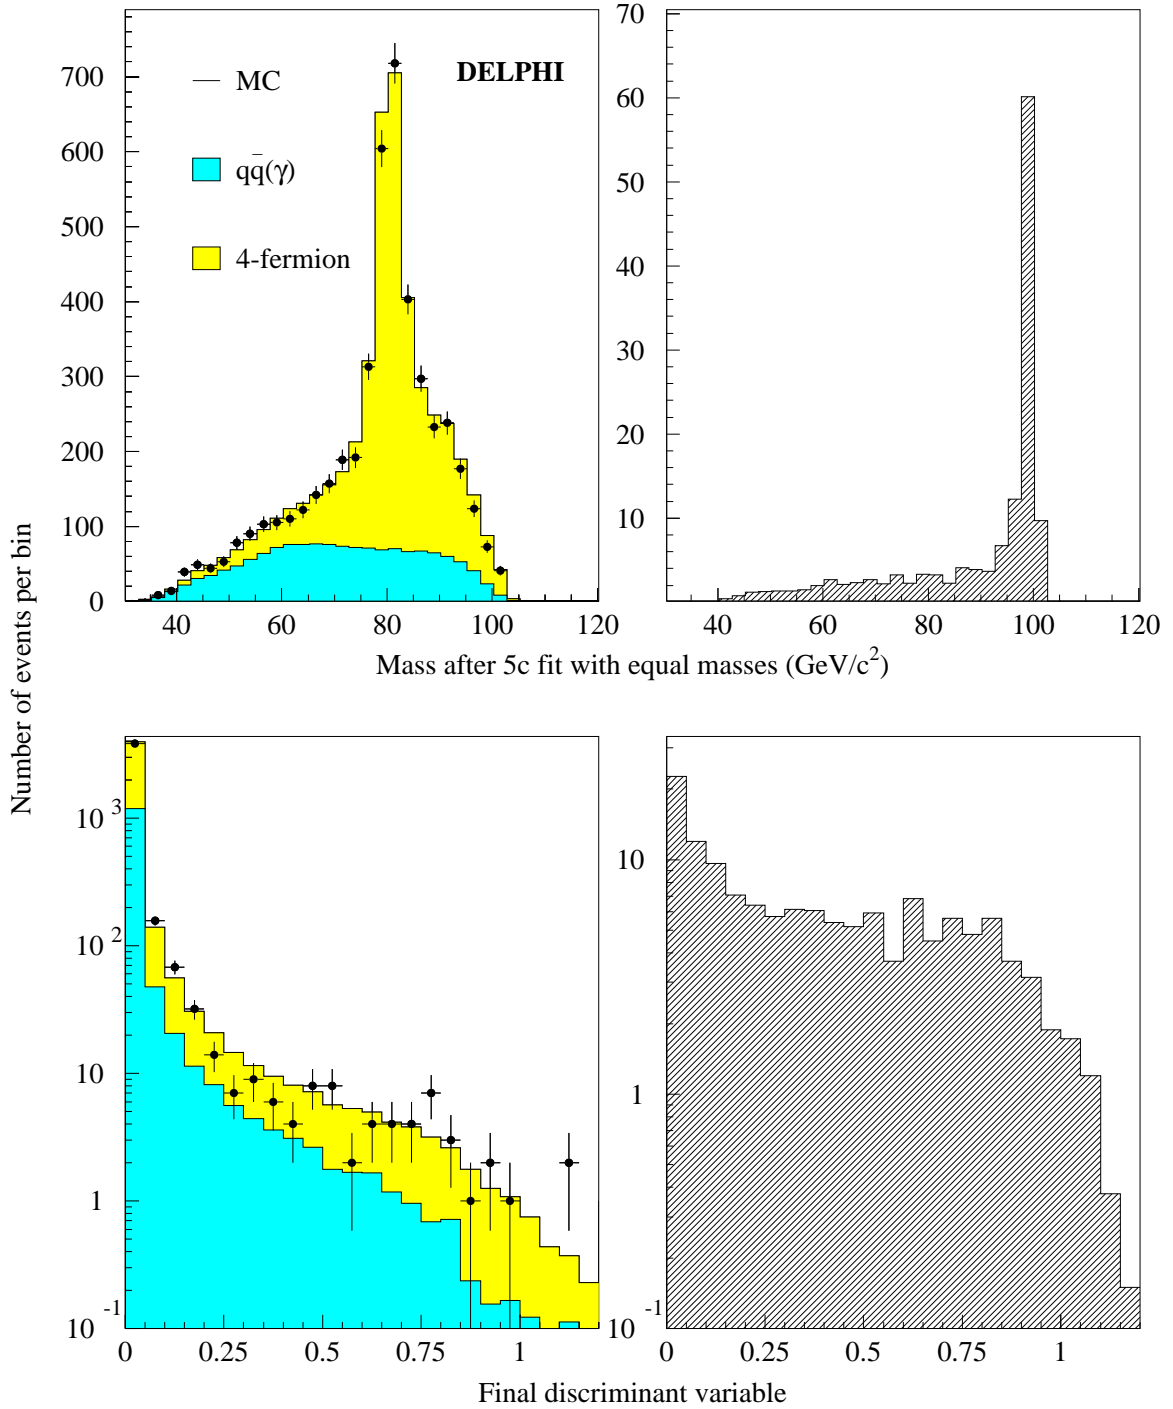 700
600
500
400
300
200
100
0
MC
qq̄(γ)
4-fermion
DELPHI
40 60 80 100 120
70
60
50
40
30
20
10
40 60 80 100 120
Mass after 5c fit with equal masses (GeV/c²)
Number of events per bin
10³
10²
10
1
10⁻¹
0 0.25 0.5 0.75 1
10
1
10⁻¹
0 0.25 0.5 0.75 1
Final discriminant variable